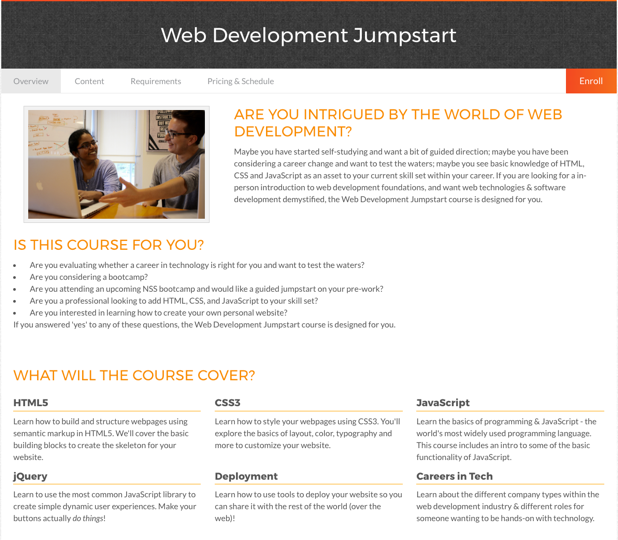 Web Development Jumpstart
Overview Content Requirements Pricing & Schedule Enroll
ARE YOU INTRIGUED BY THE WORLD OF WEB
DEVELOPMENT?
Maybe you have started self-studying and want a bit of guided direction; maybe you have been
considering a career change and want to test the waters; maybe you see basic knowledge of HTML,
CSS and JavaScript as an asset to your current skill set within your career. If you are looking for a in-
person introduction to web development foundations, and want web technologies & software
development demystified, the Web Development Jumpstart course is designed for you.
IS THIS COURSE FOR YOU?
• Are you evaluating whether a career in technology is right for you and want to test the waters?
• Are you considering a bootcamp?
• Are you attending an upcoming NSS bootcamp and would like a guided jumpstart on your pre-work?
• Are you a professional looking to add HTML, CSS, and JavaScript to your skill set?
• Are you interested in learning how to create your own personal website?
If you answered 'yes' to any of these questions, the Web Development Jumpstart course is designed for you.
WHAT WILL THE COURSE COVER?
HTML5
Learn how to build and structure webpages using
semantic markup in HTML5. We'll cover the basic
building blocks to create the skeleton for your
website.
CSS3
Learn how to style your webpages using CSS3. You'll
explore the basics of layout, color, typography and
more to customize your website.
JavaScript
Learn the basics of programming & JavaScript - the
world's most widely used programming language.
This course includes an intro to some of the basic
functionality of JavaScript.
jQuery
Learn to use the most common JavaScript library to
create simple dynamic user experiences. Make your
buttons actually do things!
Deployment
Learn how to use tools to deploy your website so you
can share it with the rest of the world (over the
web)!
Careers in Tech
Learn about the different company types within the
web development industry & different roles for
someone wanting to be hands-on with technology.